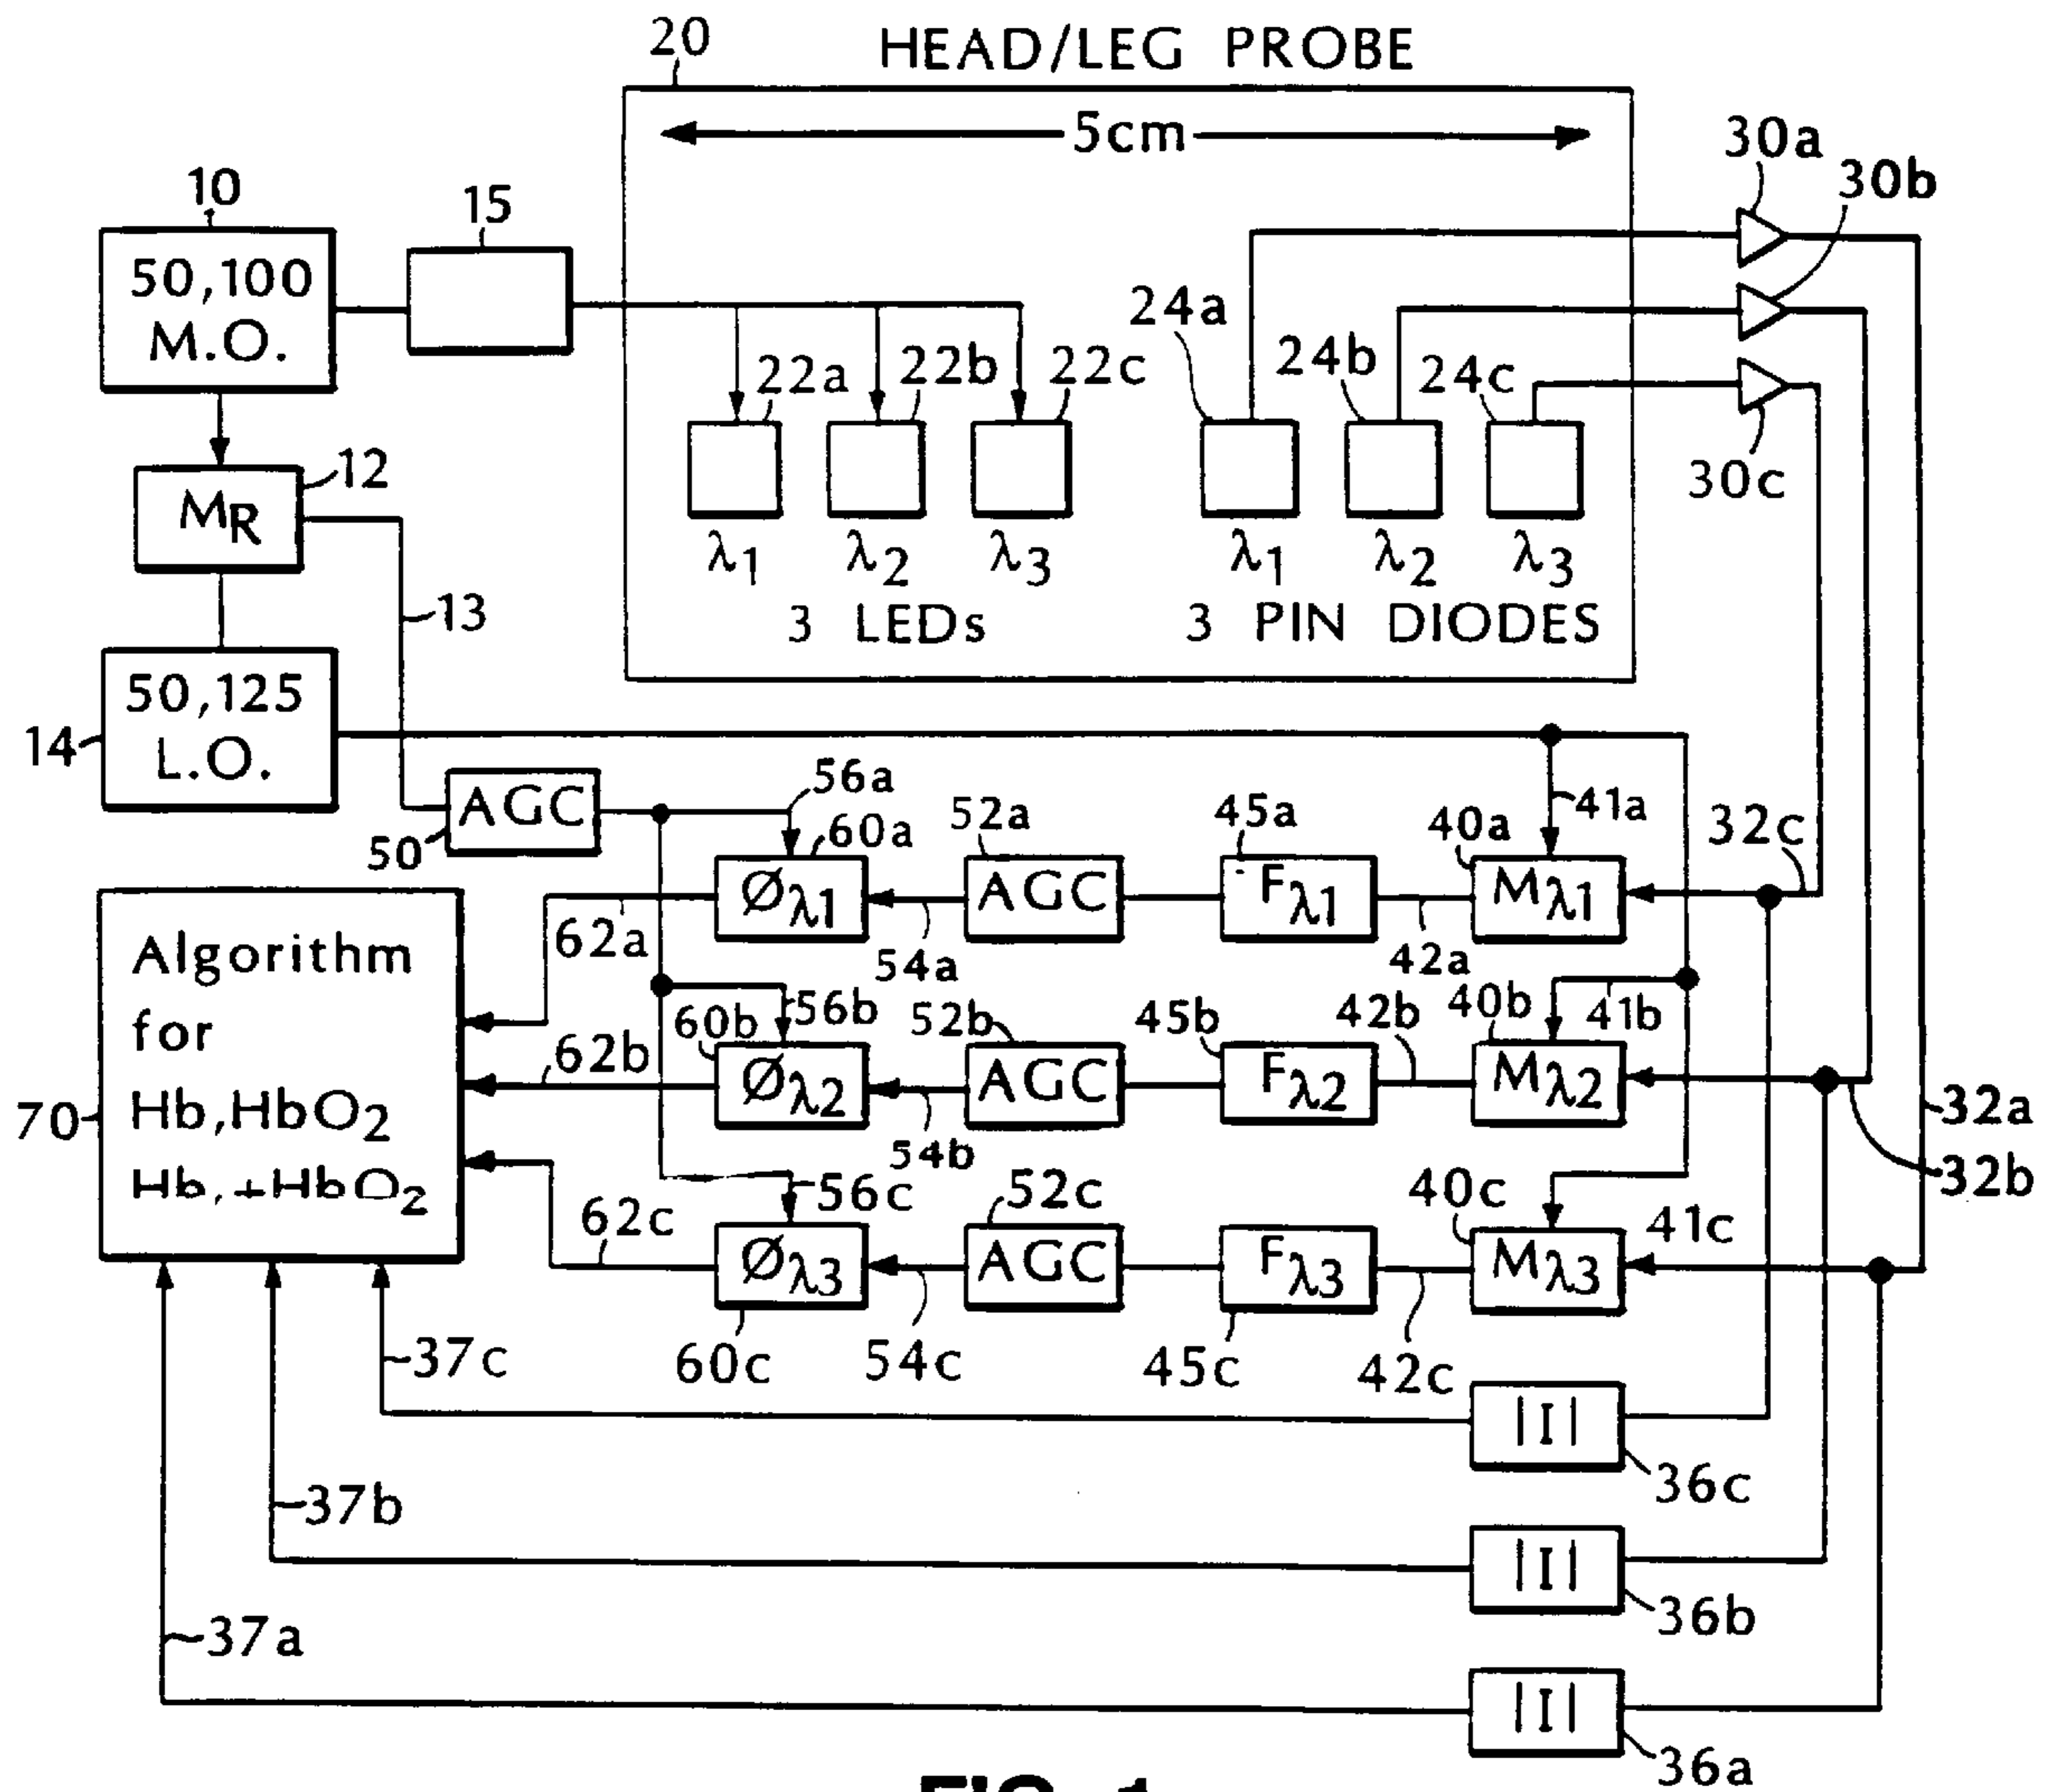 20 HEAD/LEG PROBE
5cm
30a
30b
10
15
50,100
M.O.
24a
24b
24c
22a
22b
22c
30c
12
MR
λ1 λ2 λ3 λ1 λ2 λ3
3 LEDs 3 PIN DIODES
13
50,125
L.O.
14
AGC
50
56a
60a
52a
45a
40a
41a
32c
Øλ1
AGC
Fλ1
Mλ1
62a
54a
42a
Algorithm
for
Hb,HbO2
Hb,+HbO2
70
60b
56b
52b
45b
42b
40b
41b
62b
Øλ2
AGC
Fλ2
Mλ2
32a
54b
32b
56c
52c
40c
41c
62c
Øλ3
AGC
Fλ3
Mλ3
60c
54c
45c
42c
37c
|I|
36c
37b
|I|
36b
37a
|I|
36a
FIG. 1